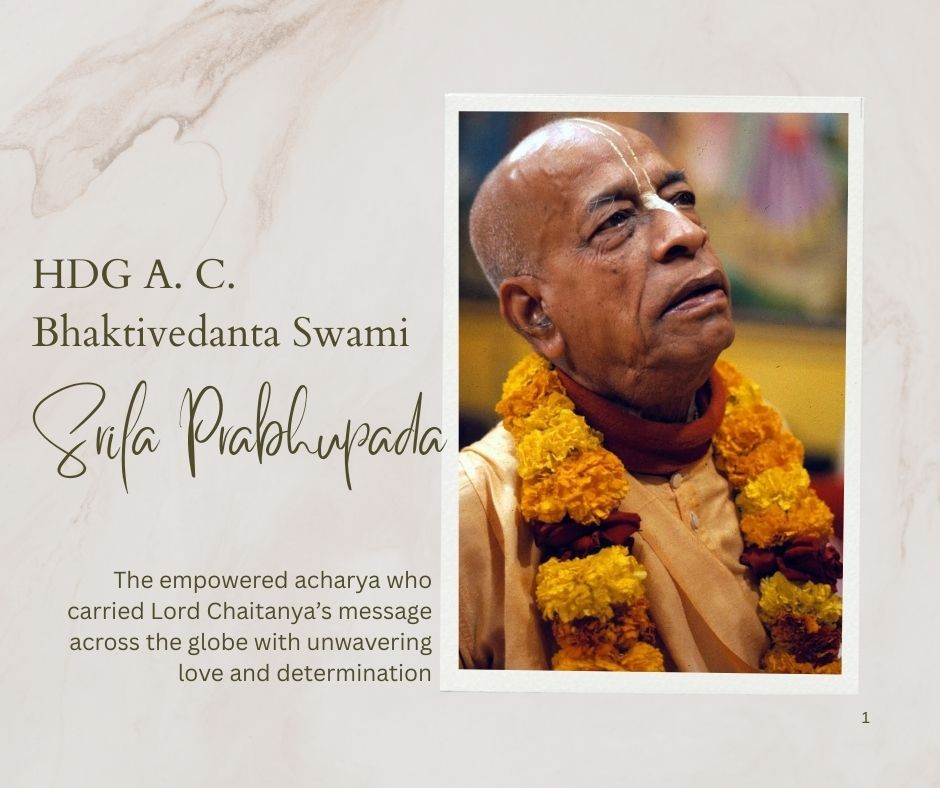 HDG A. C.
Bhaktivedanta Swami
Srila Prabhupada
The empowered acharya who
carried Lord Chaitanya’s message
across the globe with unwavering
love and determination
1